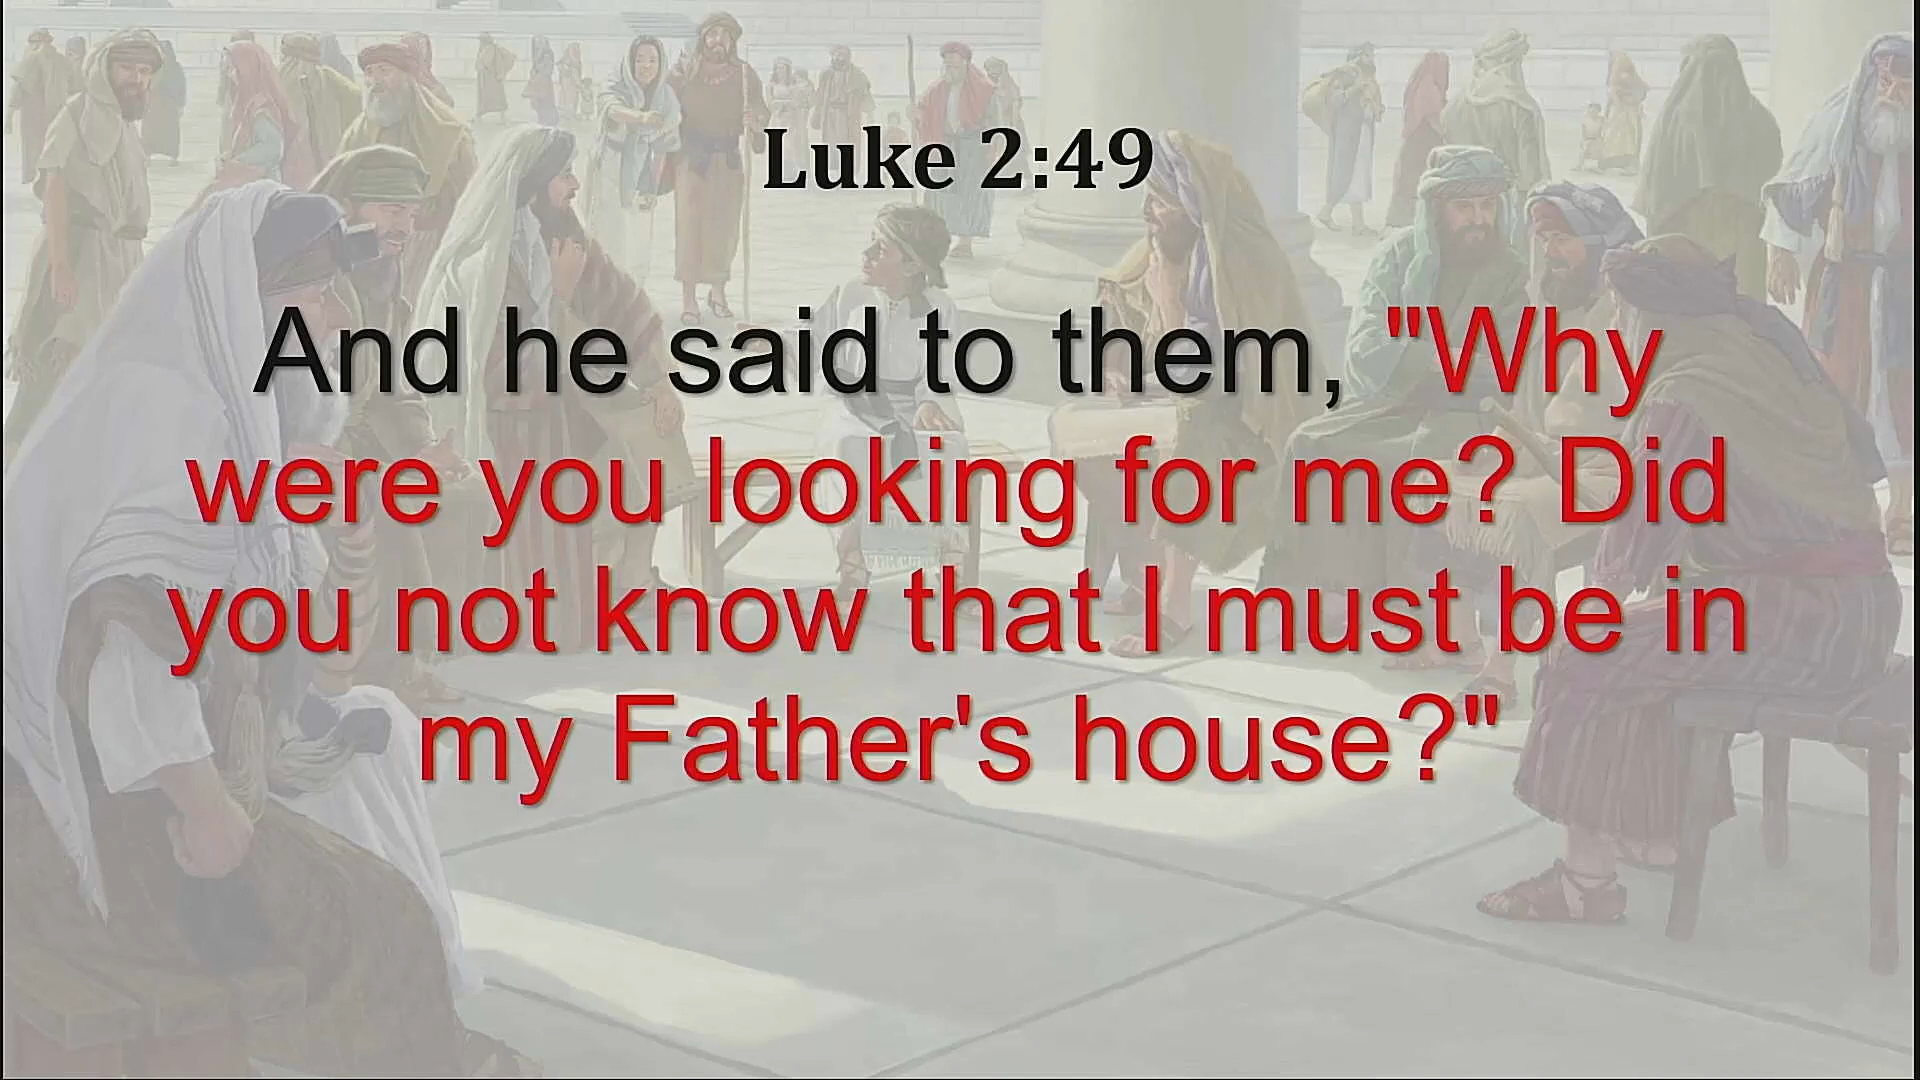 Luke 2:49
And he said to them, "Why
were you looking for me? Did
you not know that I must be in
my Father's house?"